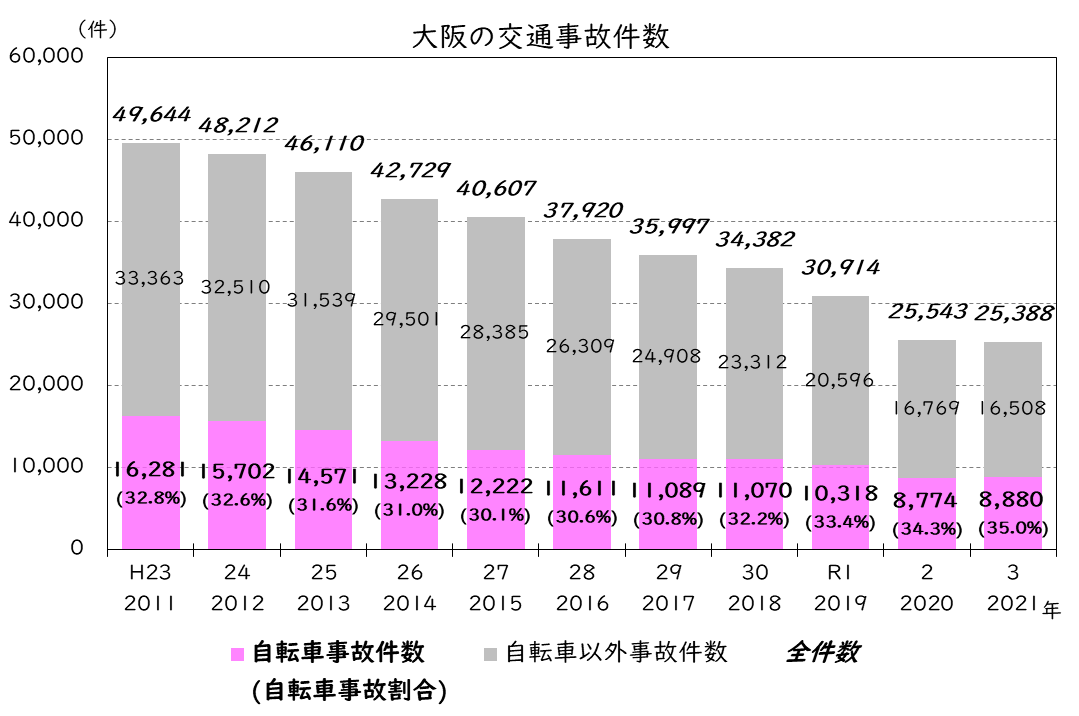 (件)
大阪の交通事故件数
60,000
50,000
40,000
30,000
20,000
10,000
0
49,644 48,212 46,110 42,729 40,607 37,920 35,997 34,382 30,914 25,543 25,388
33,363 32,510 31,539 29,501 28,385 26,309 24,908 23,312 20,596 16,769 16,508
16,281 15,702 14,571 13,228 12,222 11,611 11,089 11,070 10,318 8,774 8,880
(32.8%) (32.6%) (31.6%) (31.0%) (30.1%) (30.6%) (30.8%) (32.2%) (33.4%) (34.3%) (35.0%)
H23 24 25 26 27 28 29 30 R1 2 3
2011 2012 2013 2014 2015 2016 2017 2018 2019 2020 2021 年
自転車事故件数 自転車以外事故件数 全件数
(自転車事故割合)